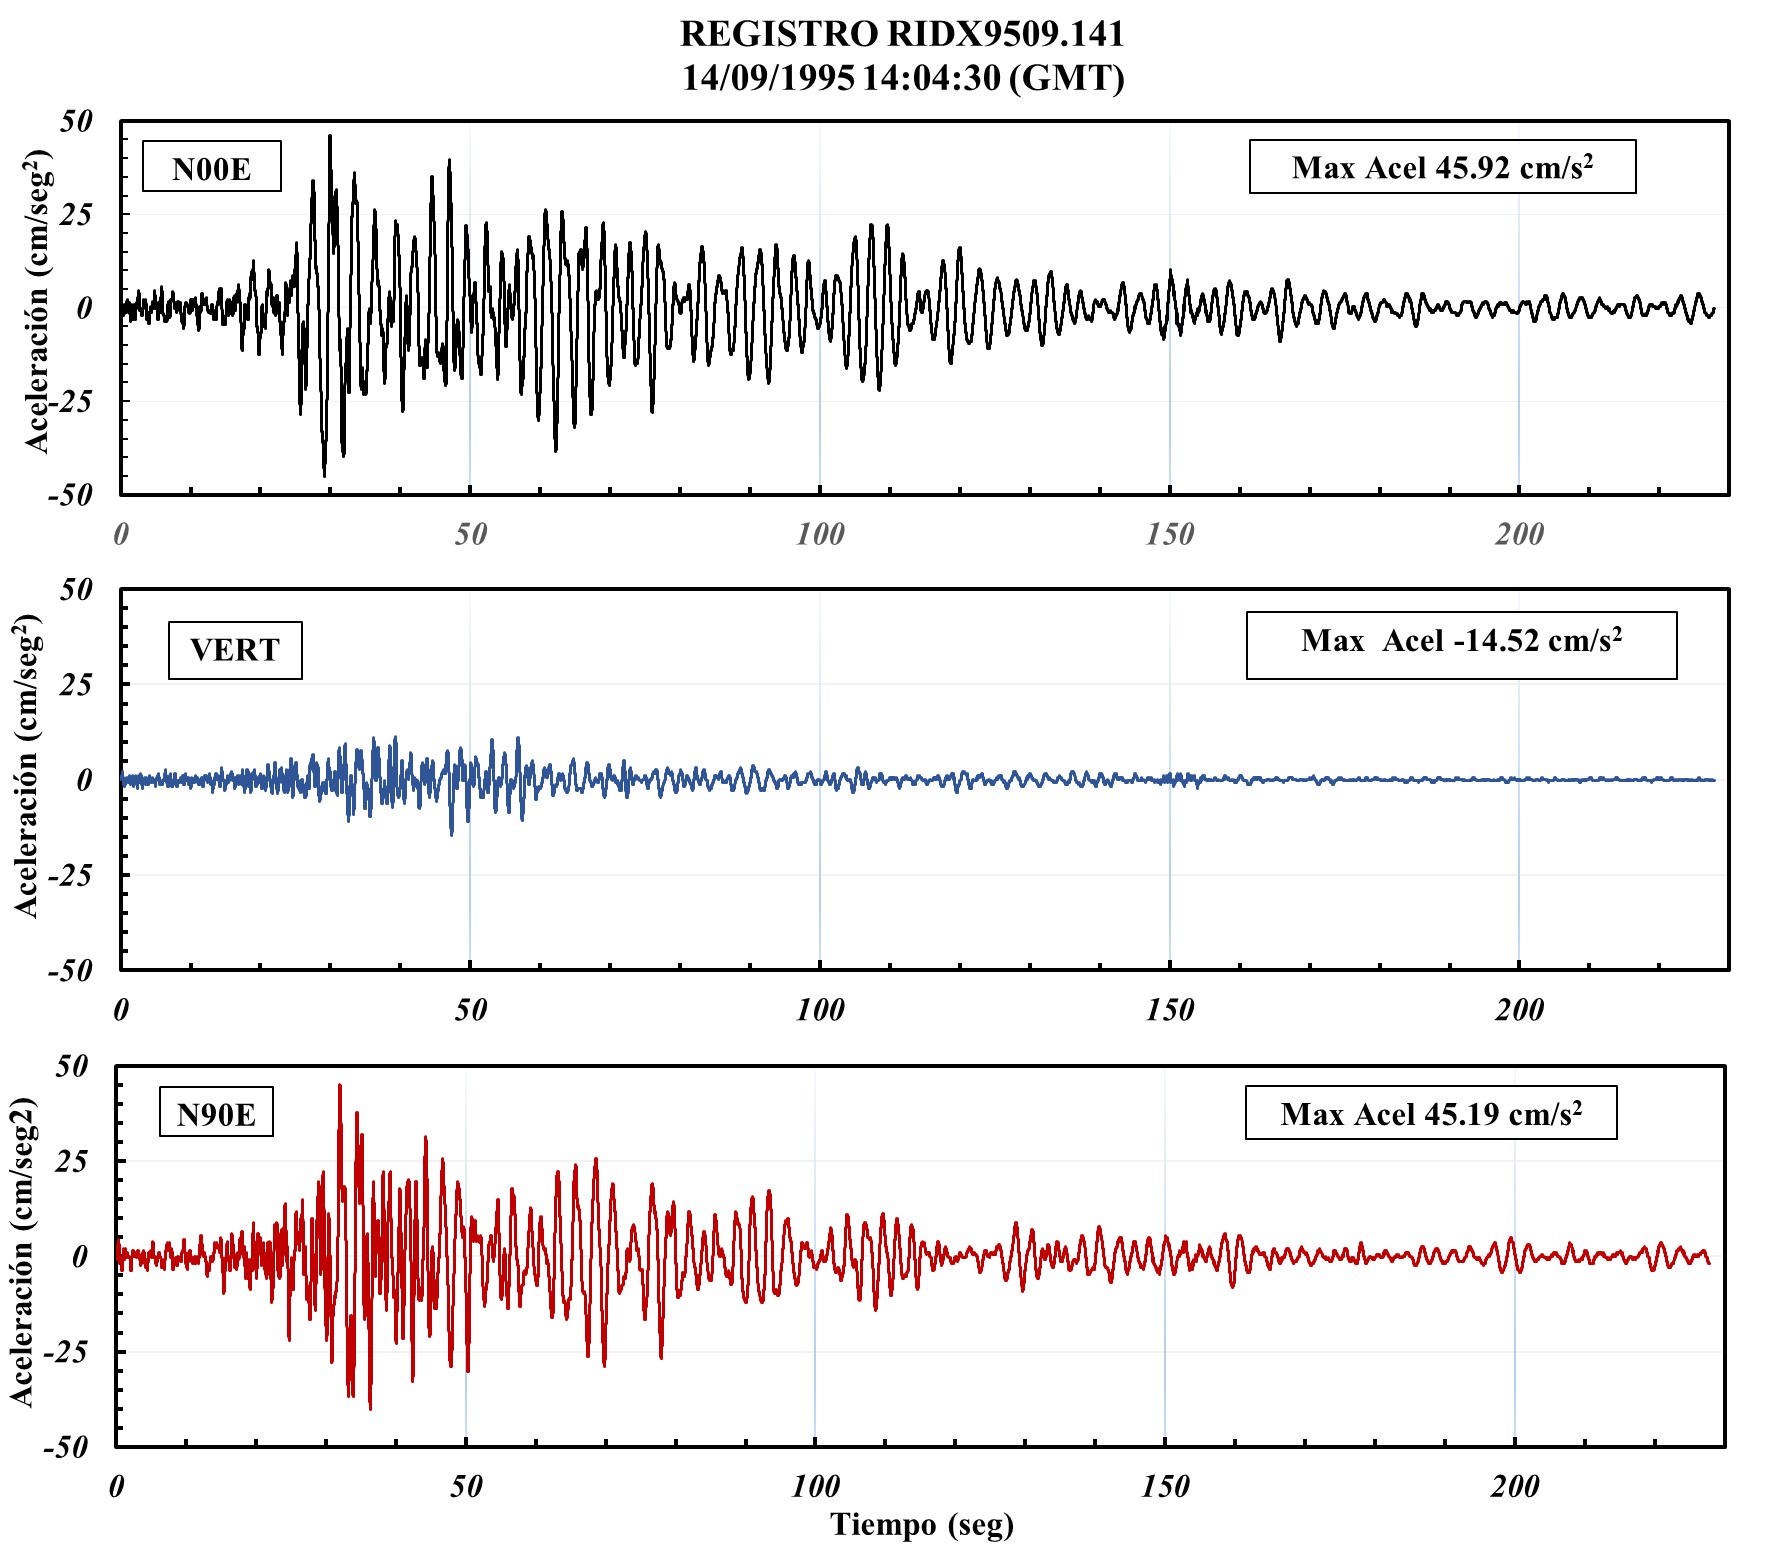 REGISTRO RIDX9509.141
14/09/1995 14:04:30 (GMT)
Aceleración (cm/seg²)
50
25
0
-25
-50
N00E
Max Acel 45.92 cm/s²
0 50 100 150 200
Aceleración (cm/seg²)
50
25
0
-25
-50
VERT
Max Acel -14.52 cm/s²
0 50 100 150 200
Aceleración (cm/seg2)
50
25
0
-25
-50
N90E
Max Acel 45.19 cm/s²
0 50 100 150 200
Tiempo (seg)